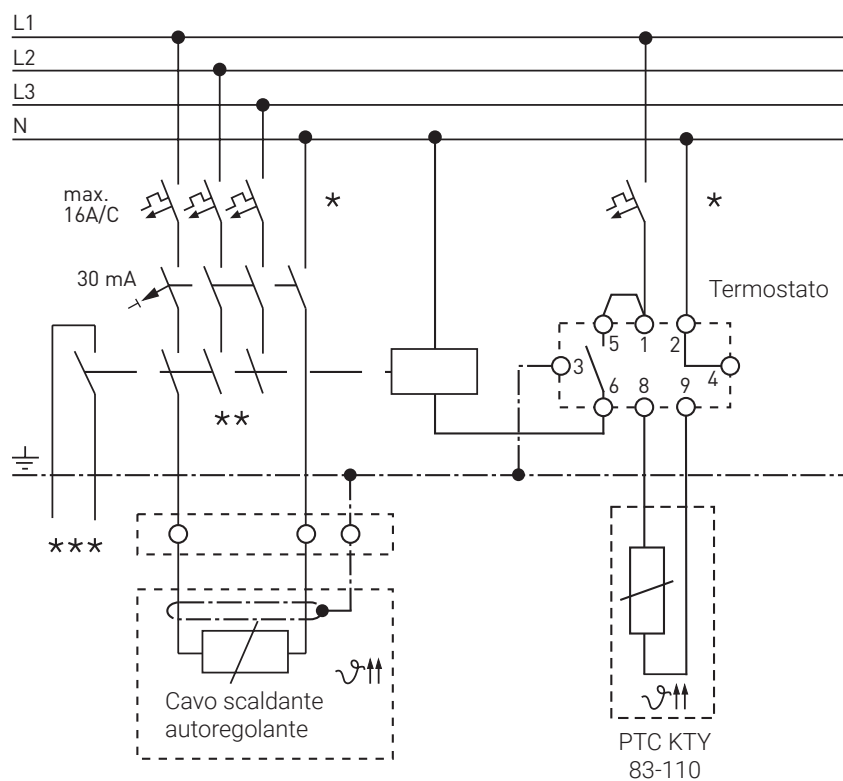 L1
L2
L3
N
max.
16A/C
*
*
30 mA
Termostato
5 1 2
3 4
6 8 9
**
***
Cavo scaldante
autoregolante
ϑ
ϑ
PTC KTY
83-110